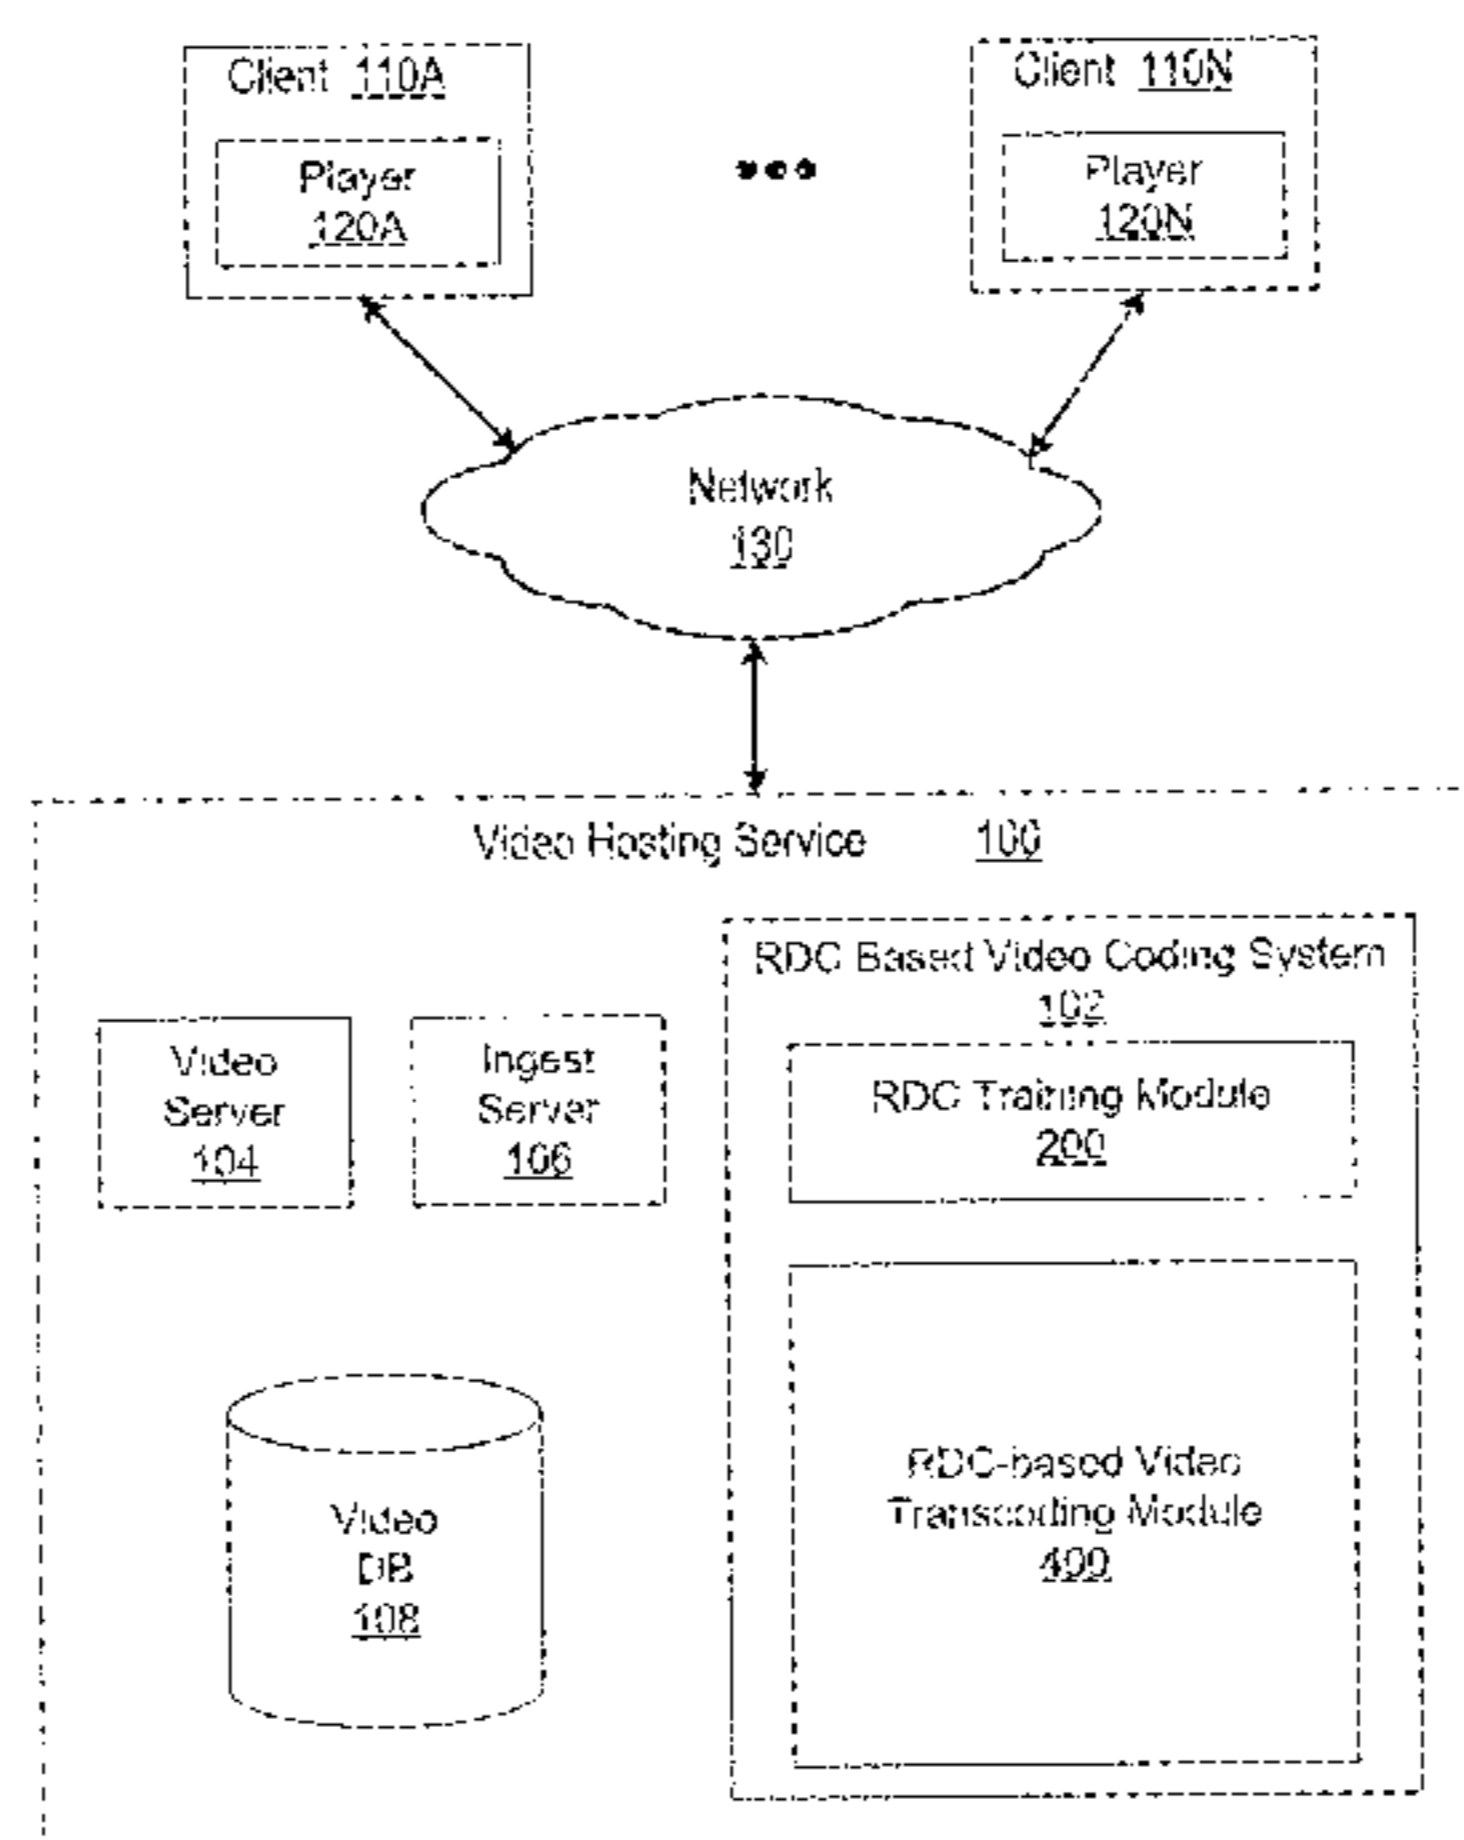 Client 110A
Player
120A
Client 110N
Player
120N
Network
130
Video Hosting Service 100
RDC Based Video Coding System
102
Video
Server
104
Ingest
Server
106
RDC Training Module
200
Video
DB
108
RDC-based Video
Transcoding Module
400